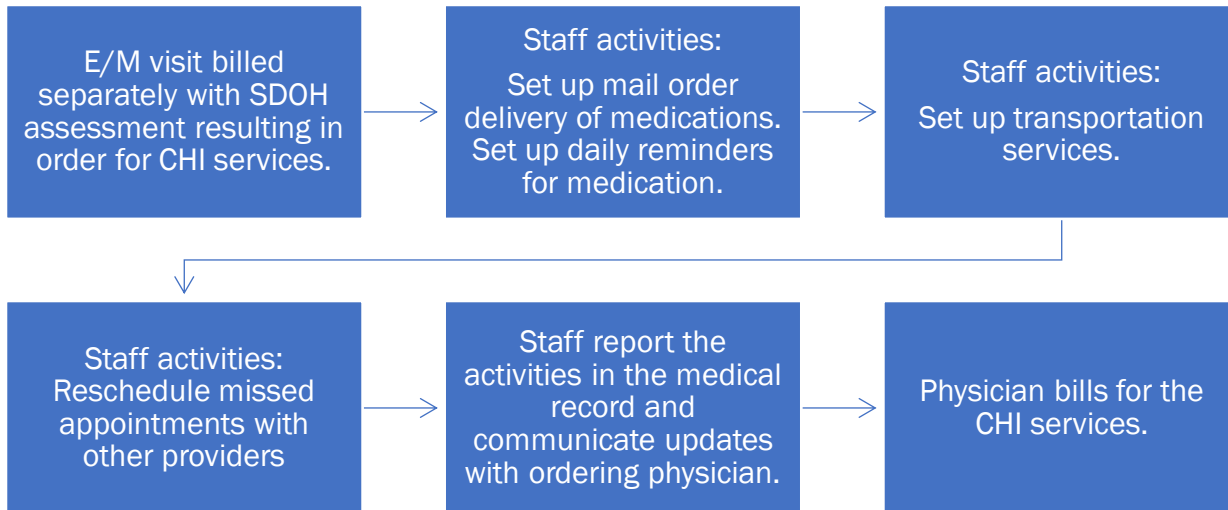 E/M visit billed
separately with SDOH
assessment resulting in
order for CHI services.
Staff activities:
Set up mail order
delivery of medications.
Set up daily reminders
for medication.
Staff activities:
Set up transportation
services.
Staff activities:
Reschedule missed
appointments with
other providers
Staff report the
activities in the medical
record and
communicate updates
with ordering physician.
Physician bills for the
CHI services.